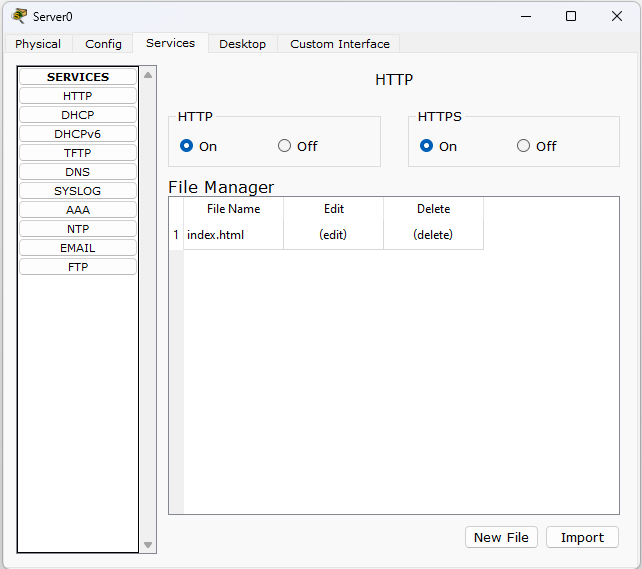 Server0
Physical Config Services Desktop Custom Interface
SERVICES
HTTP
DHCP
DHCPv6
TFTP
DNS
SYSLOG
AAA
NTP
EMAIL
FTP
HTTP
HTTP
On Off
HTTPS
On Off
File Manager
File Name Edit Delete
1 index.html (edit) (delete)
New File Import